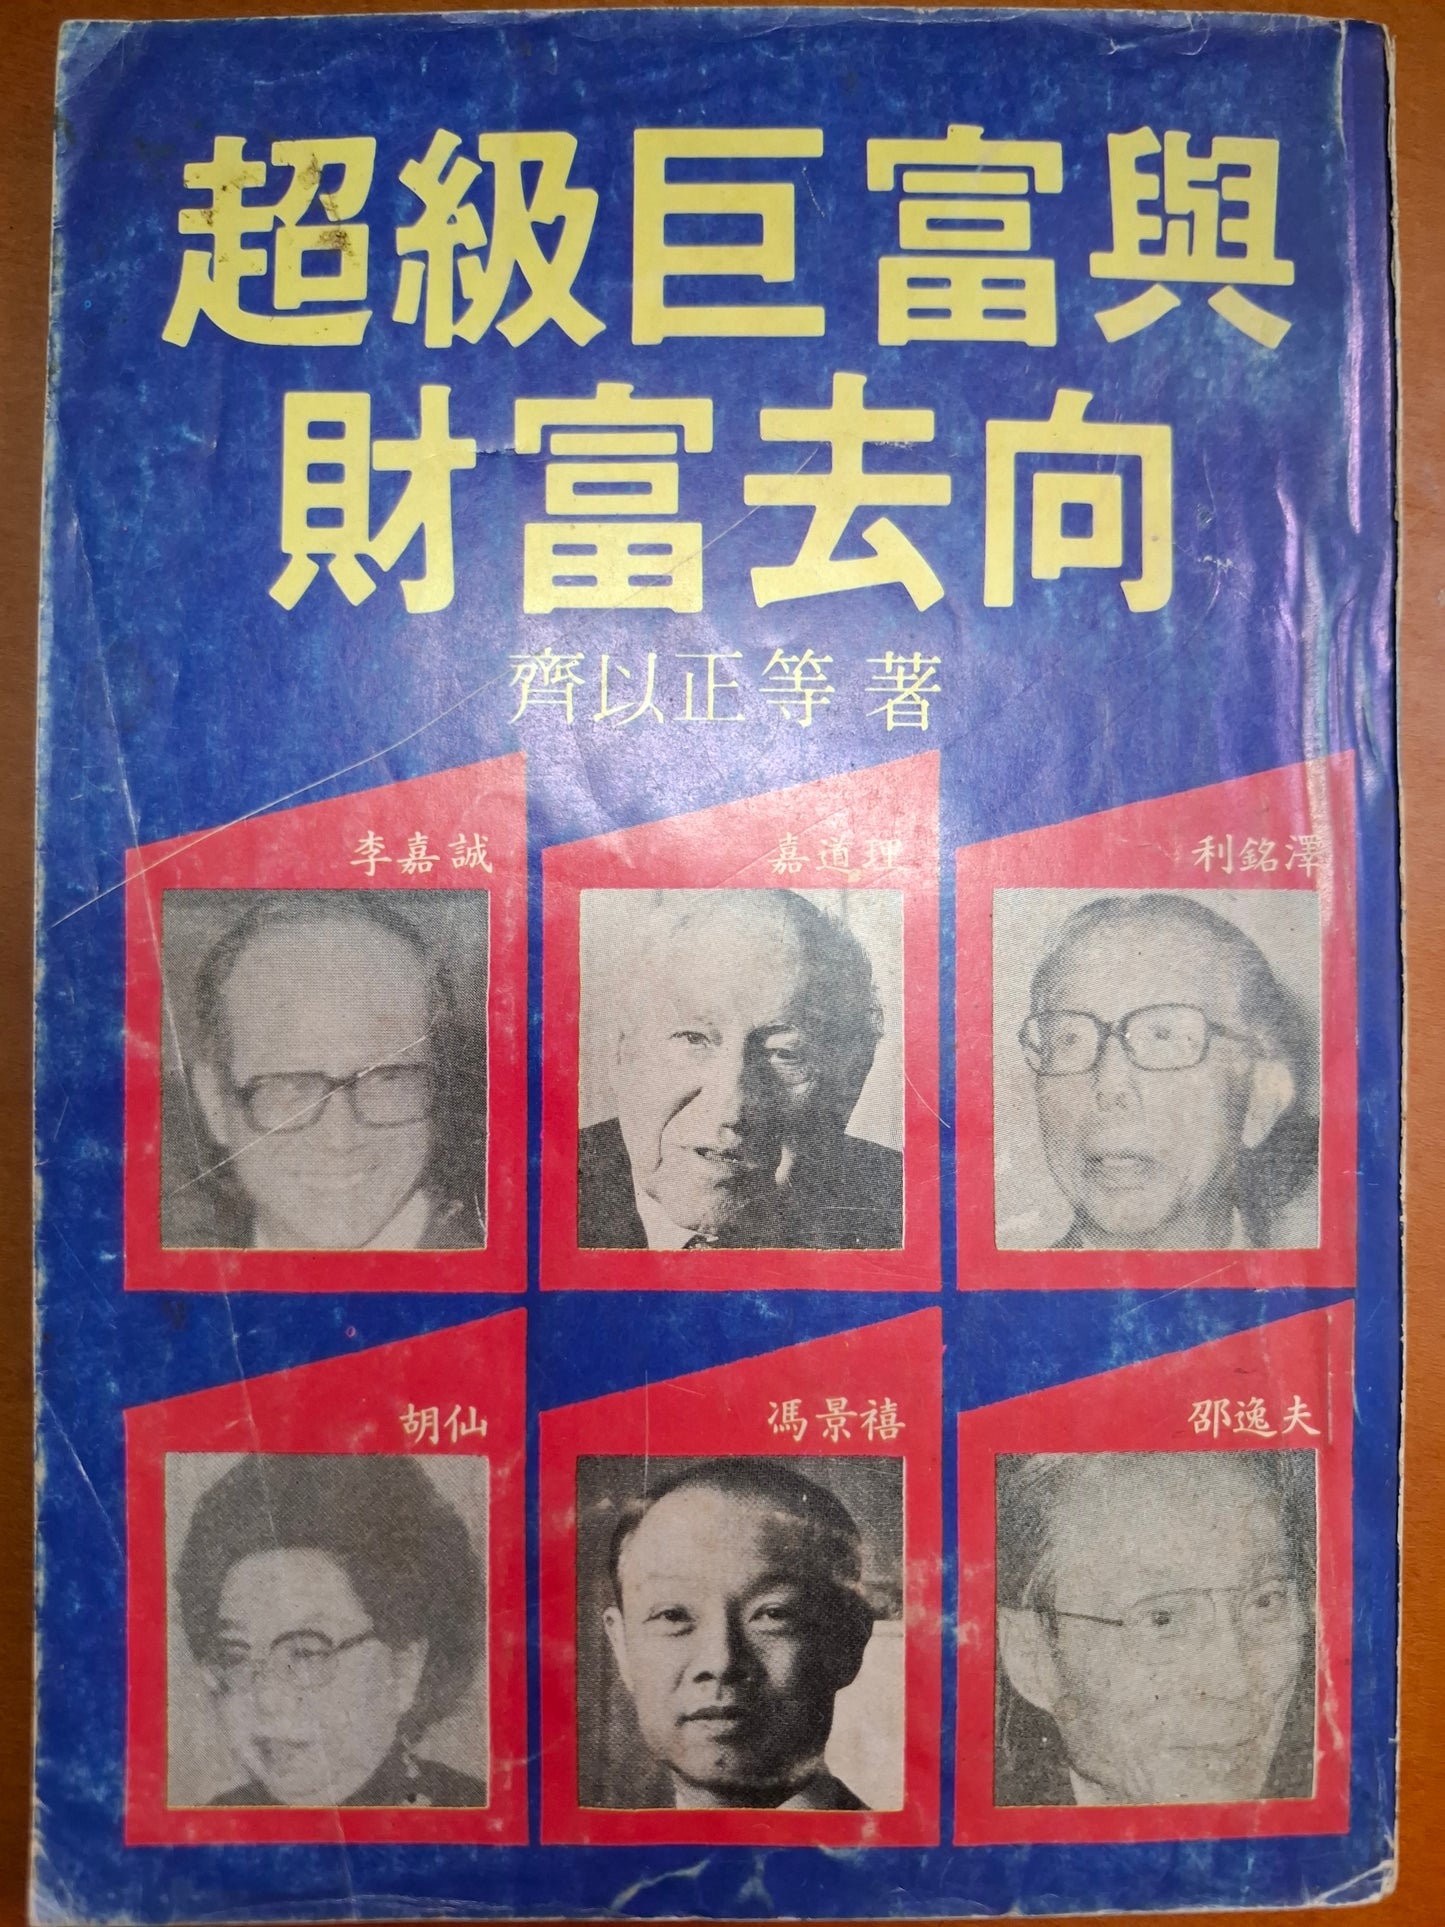 超級巨富與
財富去向
齊以正等 著
李嘉誠
嘉道理
利銘澤
胡仙
馮景禧
邵逸夫